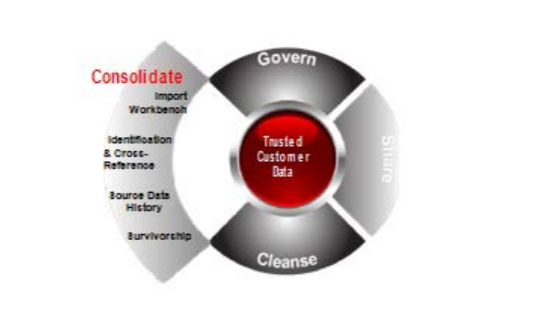 Consolidate
Import
Workbench
Identification
& Cross-
Reference
Source Data
History
Survivorship
Govern
Trusted
Customer
Data
Share
Cleanse